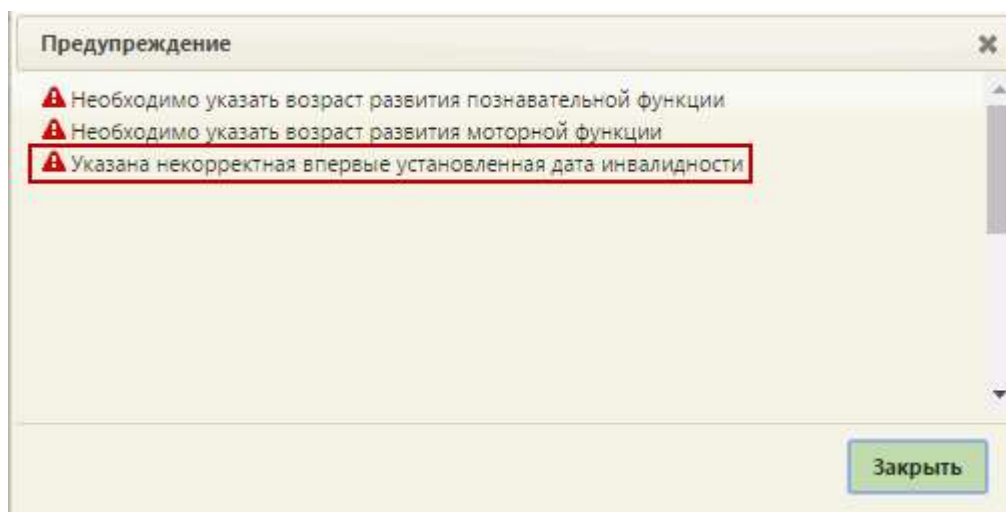 Предупреждение
Необходимо указать возраст развития познавательной функции
Необходимо указать возраст развития моторной функции
Указана некорректная впервые установленная дата инвалидности
Закрыть